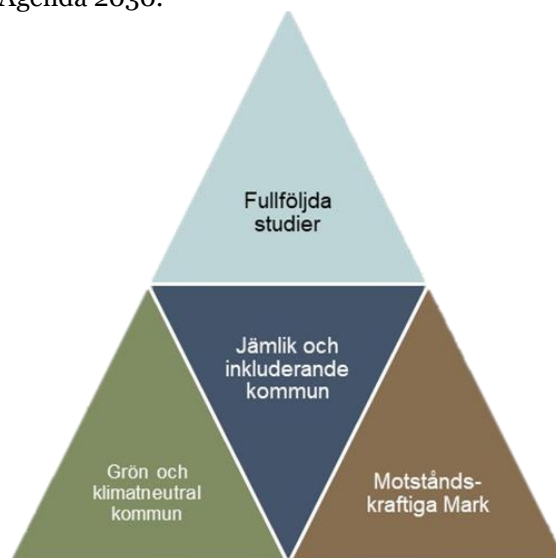 Agenda 2030.
Fullföljda
studier
Jämlik och
inkluderande
kommun
Grön och
klimatneutral
kommun
Motstånds-
kraftiga Mark